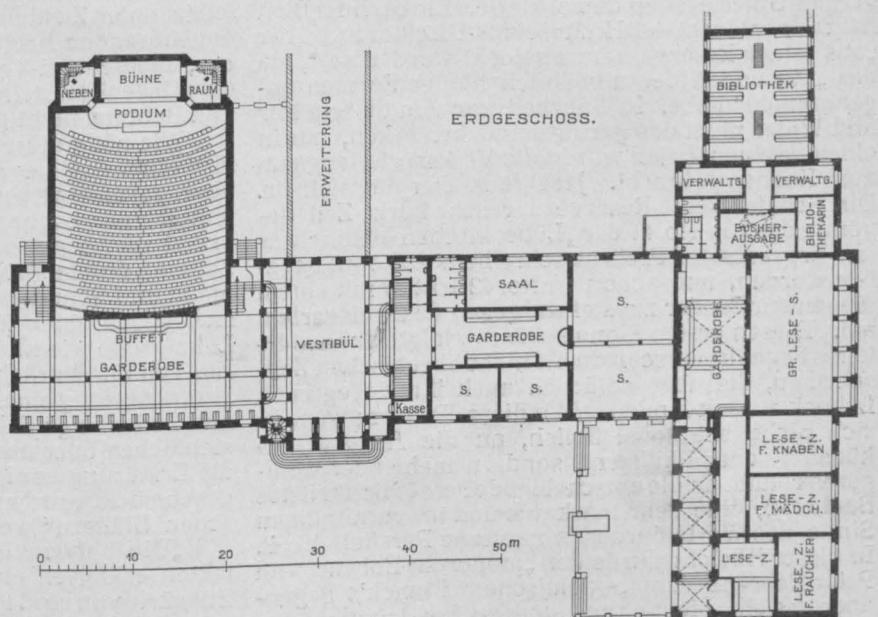 NEBEN
BÜHNE
RAUM
PODIUM
ERWEITERUNG
ERDGESCHOSS.
BIBLIOTHEK
VERWALTG.
VERWALTG.
BÜCHER-
AUSGABE
BIBLIO-
THEKARIN
BUFFET
GARDEROBE
VESTIBÜL
SAAL
GARDEROBE
S.
S.
S.
S.
Kasse
GARDEROBE
GR. LESE-S.
LESE-Z.
F. KNABEN
LESE-Z.
F. MÄDCH.
LESE-Z.
LESE-Z.
F. RAUCHER
0 10 20 30 40 50 m